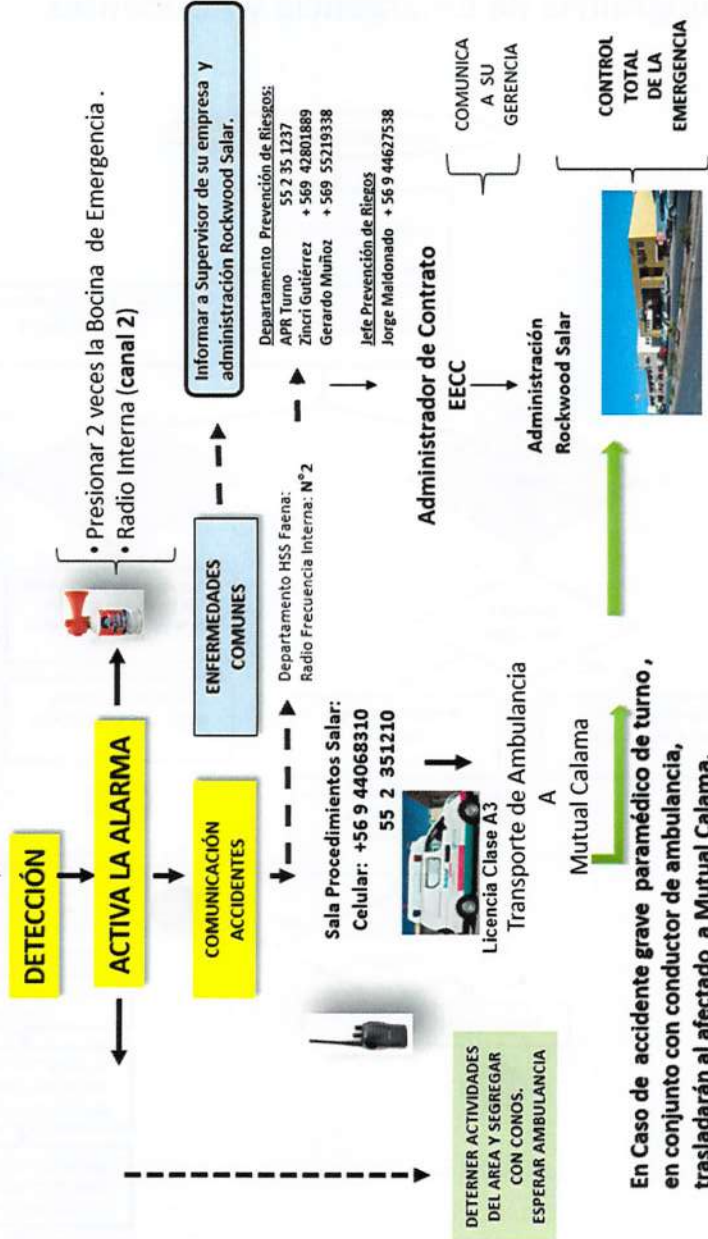 DETECCIÓN
ACTIVA LA ALARMA
• Presionar 2 veces la Bocina de Emergencia .
• Radio Interna (canal 2)
COMUNICACIÓN
ACCIDENTES
ENFERMEDADES
COMUNES
Informar a Supervisor de su empresa y
administración Rockwood Salar.
Departamento HSS Faena:
Radio Frecuencia Interna: N°2
Departamento Prevención de Riesgos:
APR Turno 55 2 35 1237
Zincri Gutiérrez + 569 42801889
Gerardo Muñoz + 569 55219338
Jefe Prevención de Riegos
Jorge Maldonado + 56 9 44627538
Sala Procedimientos Salar:
Celular: +56 9 44068310
55 2 351210
Licencia Clase A3
Transporte de Ambulancia
A
Mutual Calama
Administrador de Contrato
EECC
COMUNICA
A SU
GERENCIA
Administración
Rockwood Salar
CONTROL
TOTAL
DE LA
EMERGENCIA
DETERNER ACTIVIDADES
DEL AREA Y SEGREGAR
CON CONOS.
ESPERAR AMBULANCIA
En Caso de accidente grave paramédico de turno ,
en conjunto con conductor de ambulancia,
trasladarán al afectado a Mutual Calama.